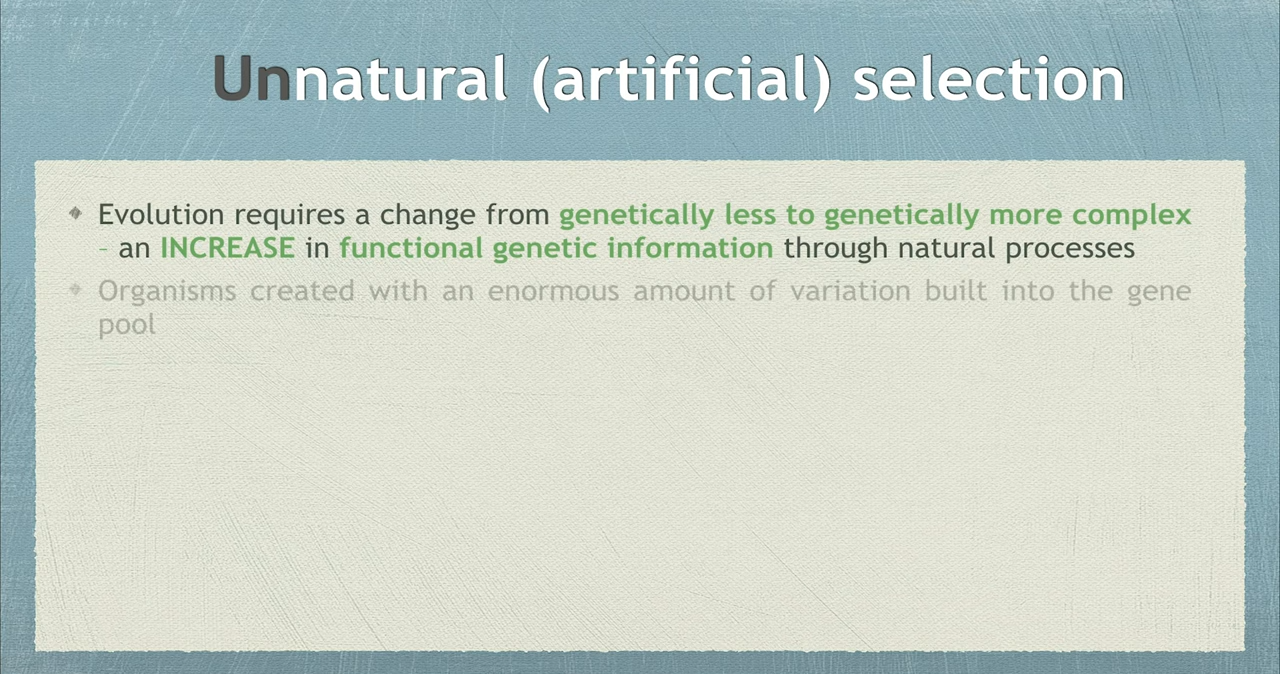 Unnatural (artificial) selection
Evolution requires a change from genetically less to genetically more complex
– an INCREASE in functional genetic information through natural processes
Organisms created with an enormous amount of variation built into the gene
pool